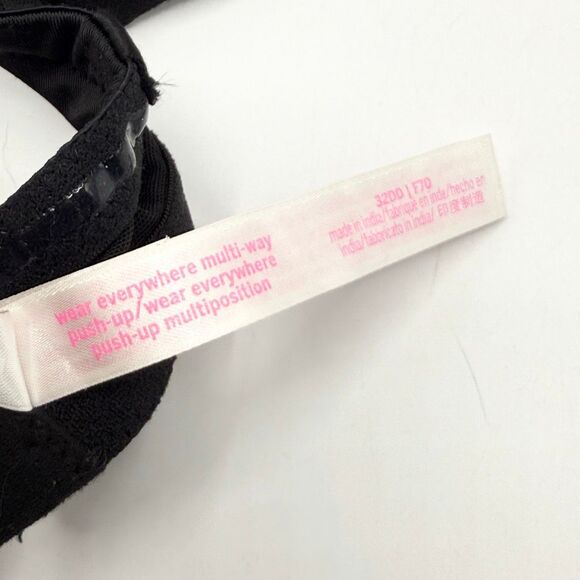 wear everywhere multi-way
push-up/wear everywhere
push-up multiposition
32DD | F70
made in india/fabriqué en inde/hecho en
india/fabricato in india/ 印度制造